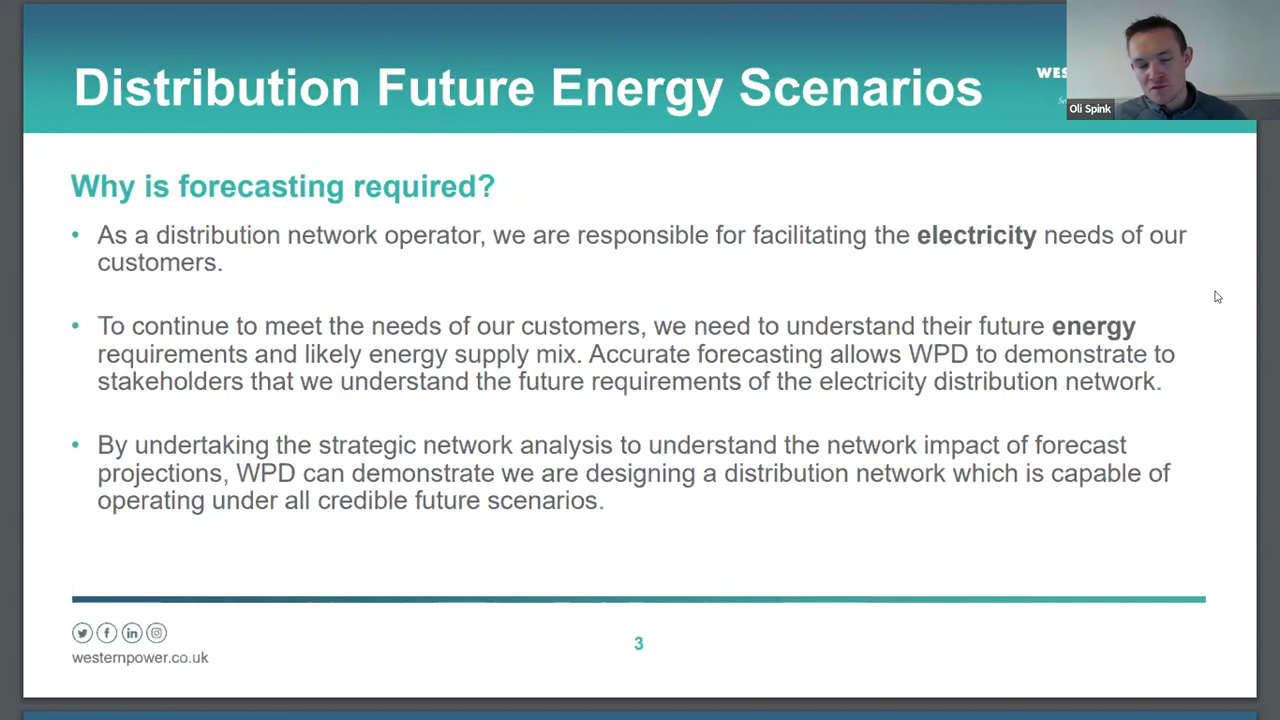 Distribution Future Energy Scenarios
WES
Oli Spink
Why is forecasting required?
• As a distribution network operator, we are responsible for facilitating the electricity needs of our
customers.
• To continue to meet the needs of our customers, we need to understand their future energy
requirements and likely energy supply mix. Accurate forecasting allows WPD to demonstrate to
stakeholders that we understand the future requirements of the electricity distribution network.
• By undertaking the strategic network analysis to understand the network impact of forecast
projections, WPD can demonstrate we are designing a distribution network which is capable of
operating under all credible future scenarios.
westernpower.co.uk
3